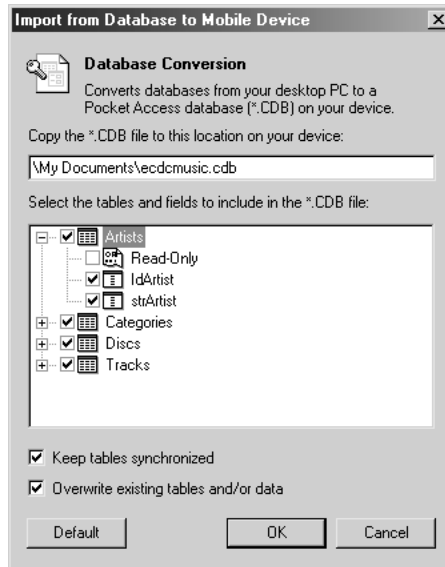 Import from Database to Mobile Device
Database Conversion
Converts databases from your desktop PC to a
Pocket Access database (*.CDB) on your device.
Copy the *.CDB file to this location on your device:
\My Documents\ecdcmusic.cdb
Select the tables and fields to include in the *.CDB file:
Artists
Read-Only
IdArtist
strArtist
Categories
Discs
Tracks
Keep tables synchronized
Overwrite existing tables and/or data
Default OK Cancel